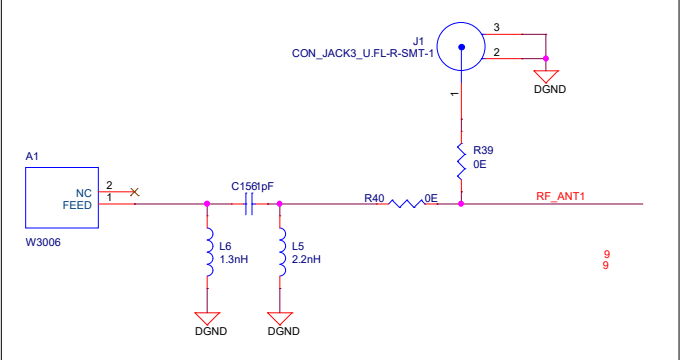 J1
CON_JACK3_U.FL-R-SMT-1
3
2
DGND
1
R39
0E
A1
2
NC
1
FEED
W3006
C156
1pF
R40
0E
RF_ANT1
L6
1.3nH
L5
2.2nH
DGND
DGND
9
9